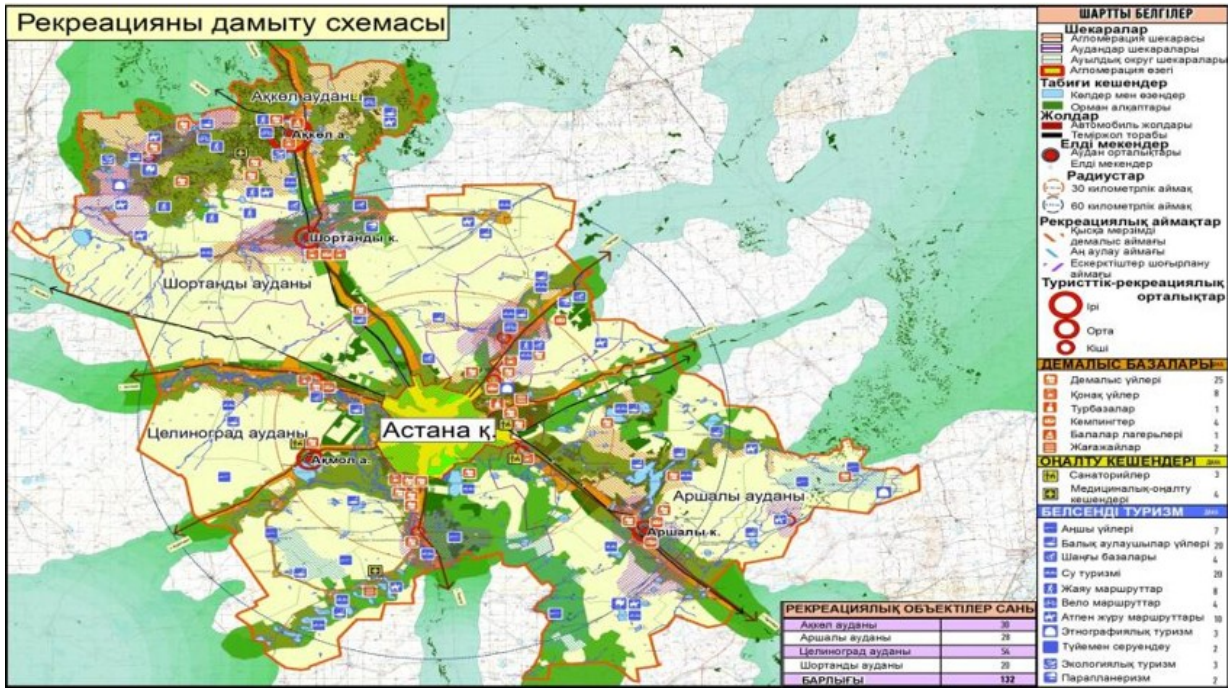 Рекреацияны дамыту схемасы
Ақкөл ауданы
Ақкөл а.
Шортанды к.
Шортанды ауданы
Целиноград ауданы
Астана қ.
Ақмол а.
Аршалы ауданы
Аршалы к.
РЕКРЕАЦИЯЛЫҚ ОБЪЕКТІЛЕР САНЫ
Ақкөл ауданы 30
Аршалы ауданы 28
Целиноград ауданы 54
Шортанды ауданы 20
БАРЛЫҒЫ 132
ШАРТТЫ БЕЛГІЛЕР
Шекаралар
Агломерация шекарасы
Аудандар шекаралары
Ауылдық округ шекаралары
Агломерация өзегі
Табиғи кешендер
Көлдер мен өзендер
Орман алқаптары
Жолдар
Автомобиль жолдары
Теміржол торабы
Елді мекендер
Аудан орталықтары
Елді мекендер
Радиустар
30 километрлік аймақ
60 километрлік аймақ
Рекреациялық аймақтар
Қысқа мерзімді
демалыс аймағы
Аң аулау аймағы
Ескерткіштер шоғырлану
аймағы
Туристтік-рекреациялық
орталықтар
Ірі
Орта
Кіші
ДЕМАЛЫС БАЗАЛАРЫ
Демалыс үйлері 25
Қонақ үйлер 8
Турбазалар 1
Кемпингтер 4
Балалар лагерьлері 1
Жағажайлар 2
ОҢАЛТУ КЕШЕНДЕРІ
Санаторийлер 3
Медициналық-оңалту
кешендері 4
БЕЛСЕНДІ ТУРИЗМ
Аңшы үйлері 7
Балық аулаушылар үйлері 20
Шаңғы базалары 4
Су туризмі 20
Жаяу маршруттар 8
Вело маршруттар 4
Атпен жүру маршруттары 10
Этнографиялық туризм 3
Түйемен серуендеу 2
Экологиялық туризм 3
Парапланеризм 2